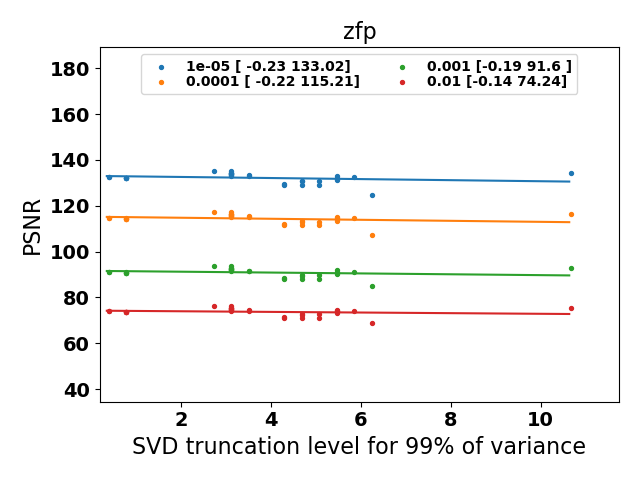 zfp
1e-05 [ -0.23 133.02]
0.0001 [ -0.22 115.21]
0.001 [-0.19 91.6 ]
0.01 [-0.14 74.24]
PSNR
180
160
140
120
100
80
60
40
2 4 6 8 10
SVD truncation level for 99% of variance